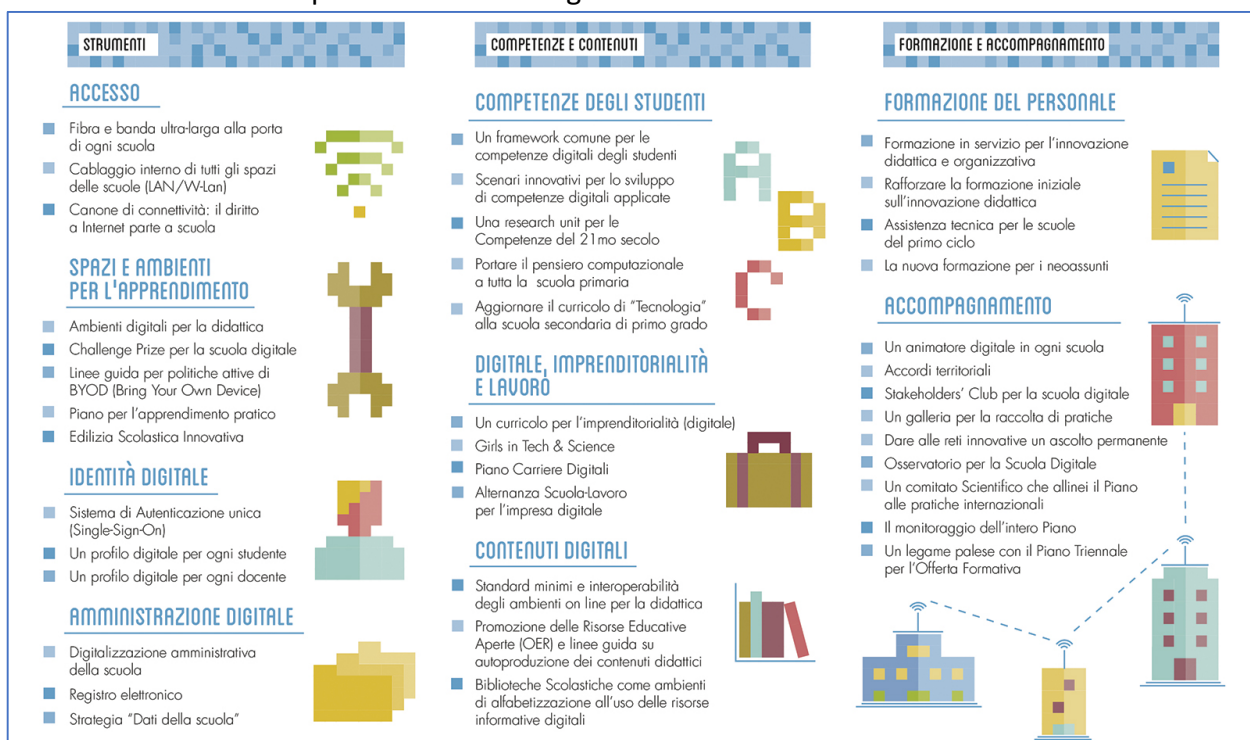 STRUMENTI
ACCESSO
Fibra e banda ultra-larga alla porta
di ogni scuola
Cablaggio interno di tutti gli spazi
delle scuole (LAN/W-Lan)
Canone di connettività: il diritto
a Internet parte a scuola
SPAZI E AMBIENTI
PER L'APPRENDIMENTO
Ambienti digitali per la didattica
Challenge Prize per la scuola digitale
Linee guida per politiche attive di
BYOD (Bring Your Own Device)
Piano per l'apprendimento pratico
Edilizia Scolastica Innovativa
IDENTITÀ DIGITALE
Sistema di Autenticazione unica
(Single-Sign-On)
Un profilo digitale per ogni studente
Un profilo digitale per ogni docente
AMMINISTRAZIONE DIGITALE
Digitalizzazione amministrativa
della scuola
Registro elettronico
Strategia "Dati della scuola"
COMPETENZE E CONTENUTI
COMPETENZE DEGLI STUDENTI
Un framework comune per le
competenze digitali degli studenti
Scenari innovativi per lo sviluppo
di competenze digitali applicate
Una research unit per le
Competenze del 21mo secolo
Portare il pensiero computazionale
a tutta la scuola primaria
Aggiornare il curricolo di "Tecnologia"
alla scuola secondaria di primo grado
A
B
C
DIGITALE, IMPRENDITORIALITÀ
E LAVORO
Un curricolo per l'imprenditorialità (digitale)
Girls in Tech & Science
Piano Carriere Digitali
Alternanza Scuola-Lavoro
per l'impresa digitale
CONTENUTI DIGITALI
Standard minimi e interoperabilità
degli ambienti on line per la didattica
Promozione delle Risorse Educative
Aperte (OER) e linee guida su
autoproduzione dei contenuti didattici
Biblioteche Scolastiche come ambienti
di alfabetizzazione all'uso delle risorse
informative digitali
FORMAZIONE E ACCOMPAGNAMENTO
FORMAZIONE DEL PERSONALE
Formazione in servizio per l'innovazione
didattica e organizzativa
Rafforzare la formazione iniziale
sull'innovazione didattica
Assistenza tecnica per le scuole
del primo ciclo
La nuova formazione per i neoassunti
ACCOMPAGNAMENTO
Un animatore digitale in ogni scuola
Accordi territoriali
Stakeholders' Club per la scuola digitale
Un galleria per la raccolta di pratiche
Dare alle reti innovative un ascolto permanente
Osservatorio per la Scuola Digitale
Un comitato Scientifico che allinei il Piano
alle pratiche internazionali
Il monitoraggio dell'intero Piano
Un legame palese con il Piano Triennale
per l'Offerta Formativa